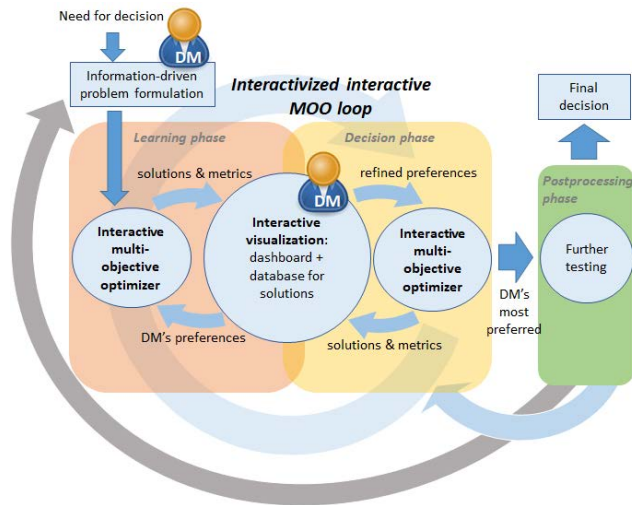 Need for decision
DM
Information-driven
problem formulation
Interactivized interactive
MOO loop
Final
decision
Learning phase
Decision phase
Postprocessing
phase
solutions & metrics
refined preferences
DM
Interactive
multi-
objective
optimizer
Interactive
visualization:
dashboard +
database for
solutions
Interactive
multi-
objective
optimizer
Further
testing
DM's
most
preferred
DM's preferences
solutions & metrics